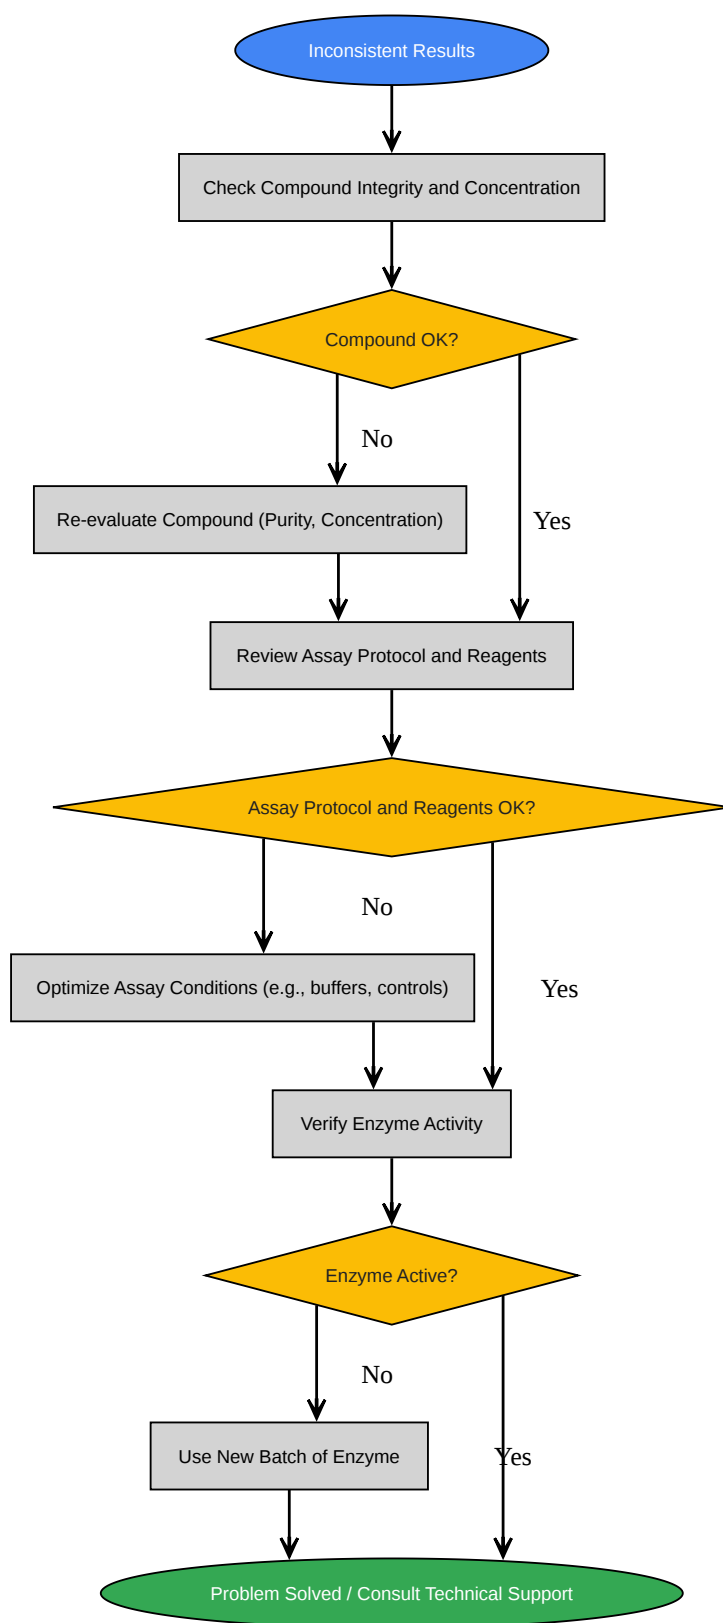 Inconsistent Results
Check Compound Integrity and Concentration
Compound OK?
No
Re-evaluate Compound (Purity, Concentration)
Yes
Review Assay Protocol and Reagents
Assay Protocol and Reagents OK?
No
Optimize Assay Conditions (e.g., buffers, controls)
Yes
Verify Enzyme Activity
Enzyme Active?
No
Use New Batch of Enzyme
Yes
Problem Solved / Consult Technical Support